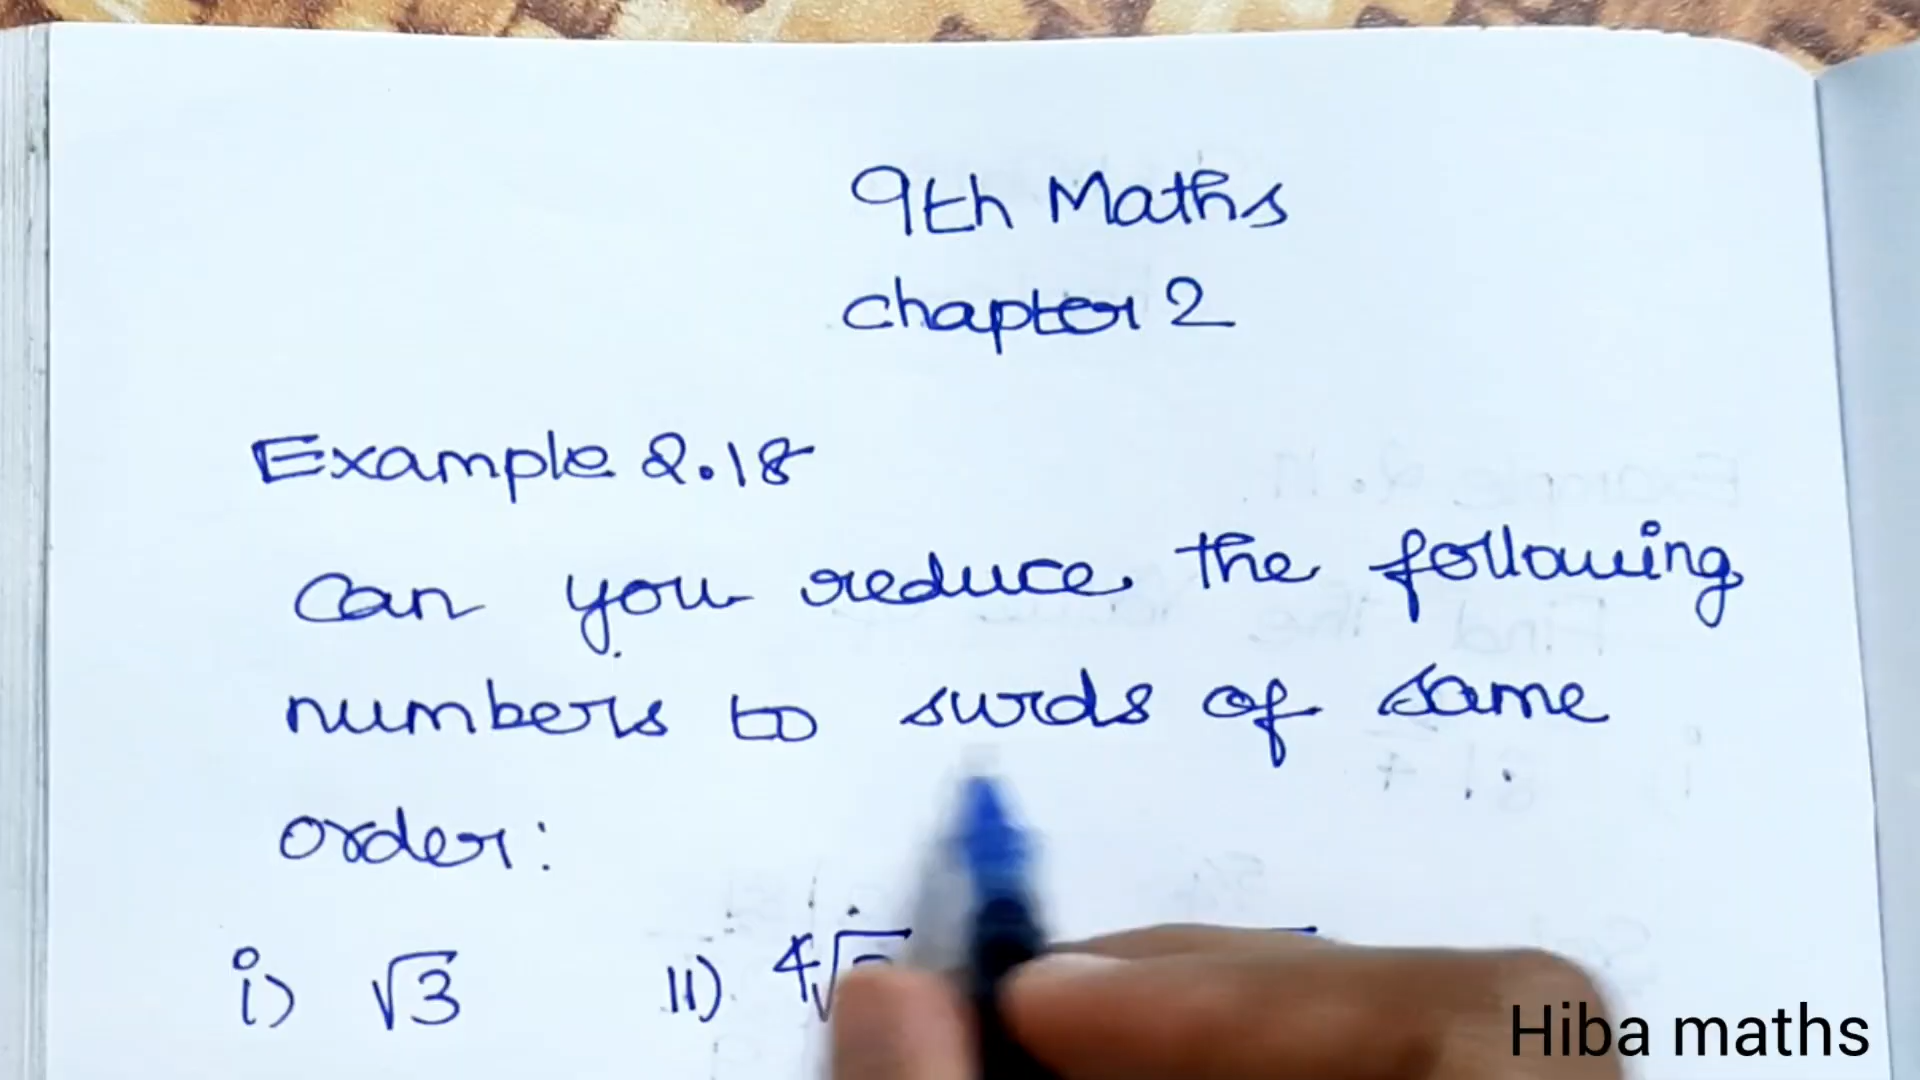 9th Maths
Chapter 2
Example 2.18
Can you reduce the following
numbers to surds of same
order:
i) √3 ii) ∜
Hiba maths